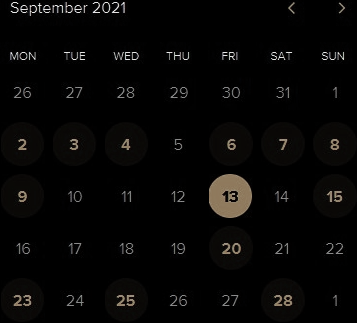 September 2021
MON TUE WED THU FRI SAT SUN
26 27 28 29 30 31 1
2 3 4 5 6 7 8
9 10 11 12 13 14 15
16 17 18 19 20 21 22
23 24 25 26 27 28 1